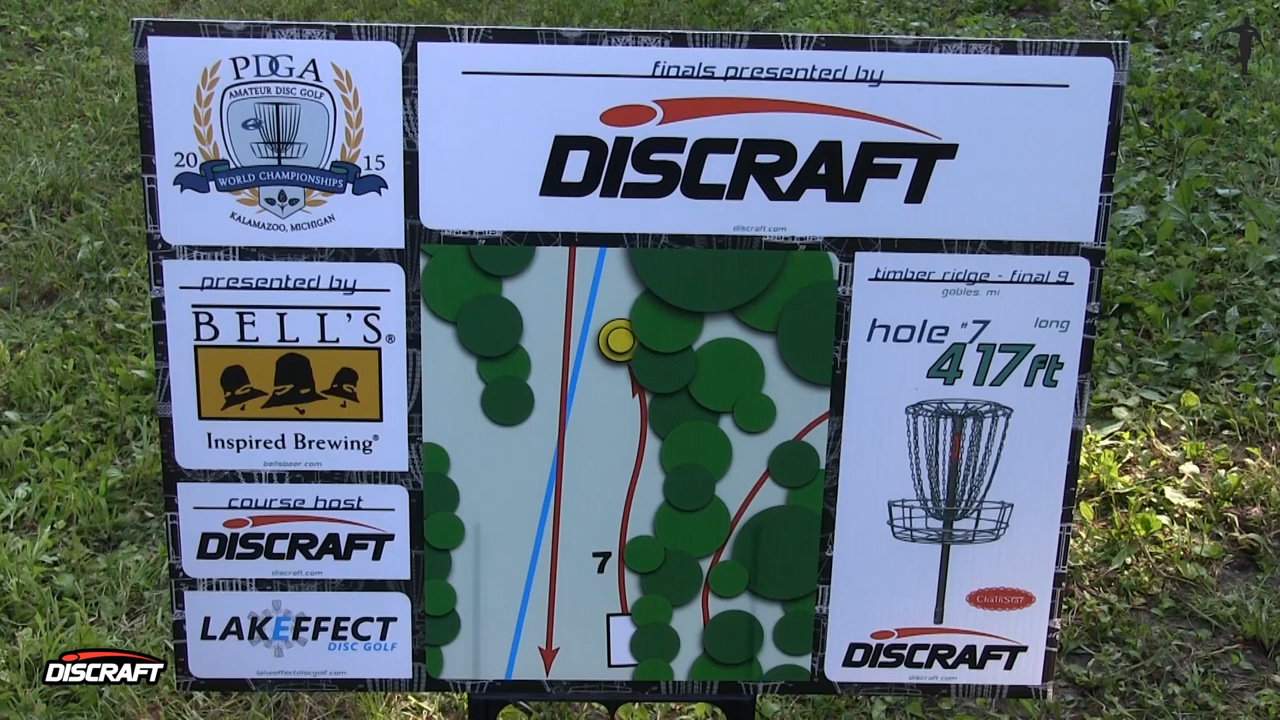 PDGA
AMATEUR DISC GOLF
20 15
WORLD CHAMPIONSHIPS
KALAMAZOO, MICHIGAN
finals presented by
DISCRAFT
discraft.com
presented by
BELL'S®
Inspired Brewing®
bellsbeer.com
course host
DISCRAFT
discraft.com
LAKEEFFECT
DISC GOLF
lakeeffectdiscgolf.com
7
timber ridge - final 9
gobles, mi
hole #7 long
417ft
ChainStar
DISCRAFT
discraft.com
DISCRAFT